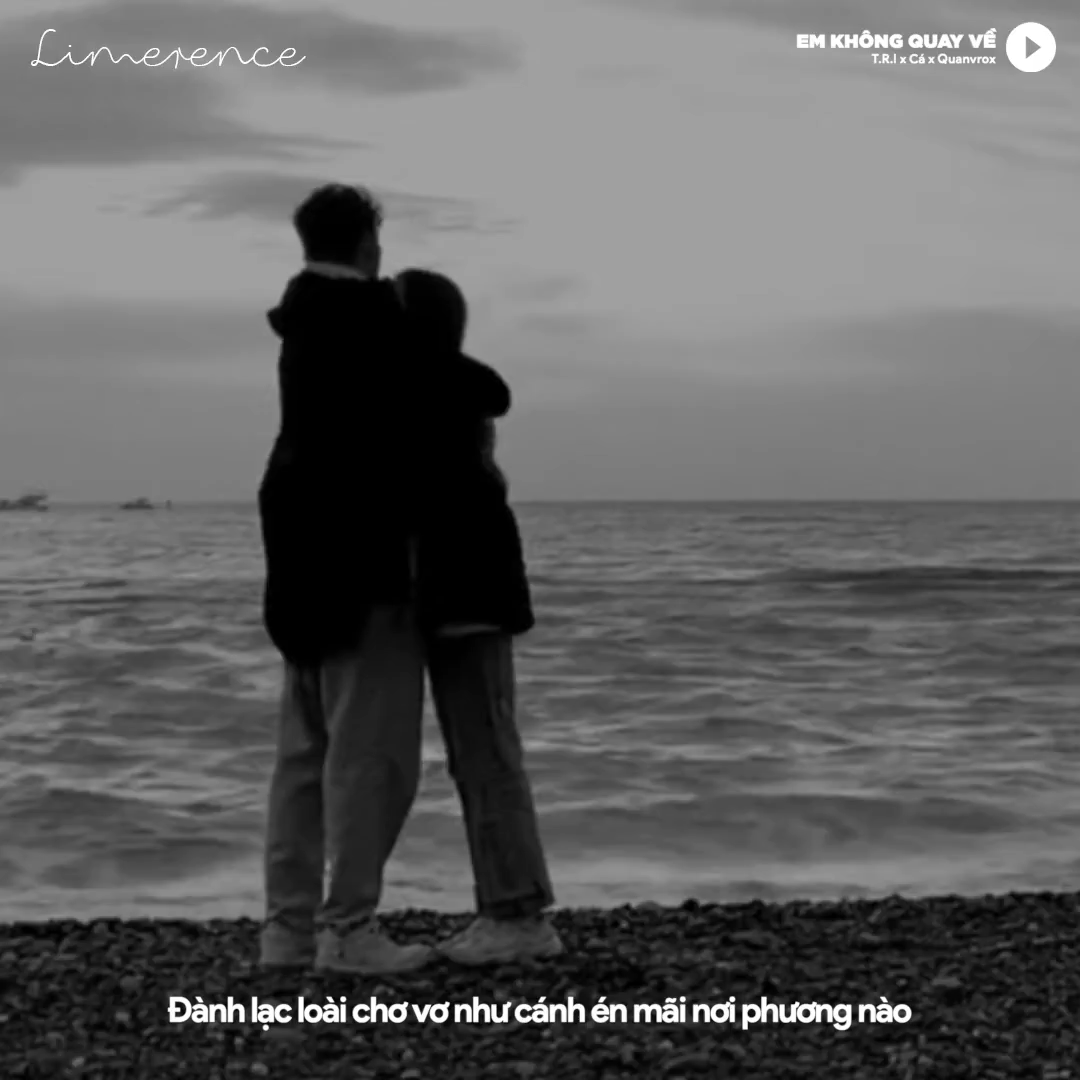 Limerence
EM KHÔNG QUAY VỀ
T.R.I x Cá x Quanvrox
Đành lạc loài chơ vơ như cánh én mãi nơi phương nào